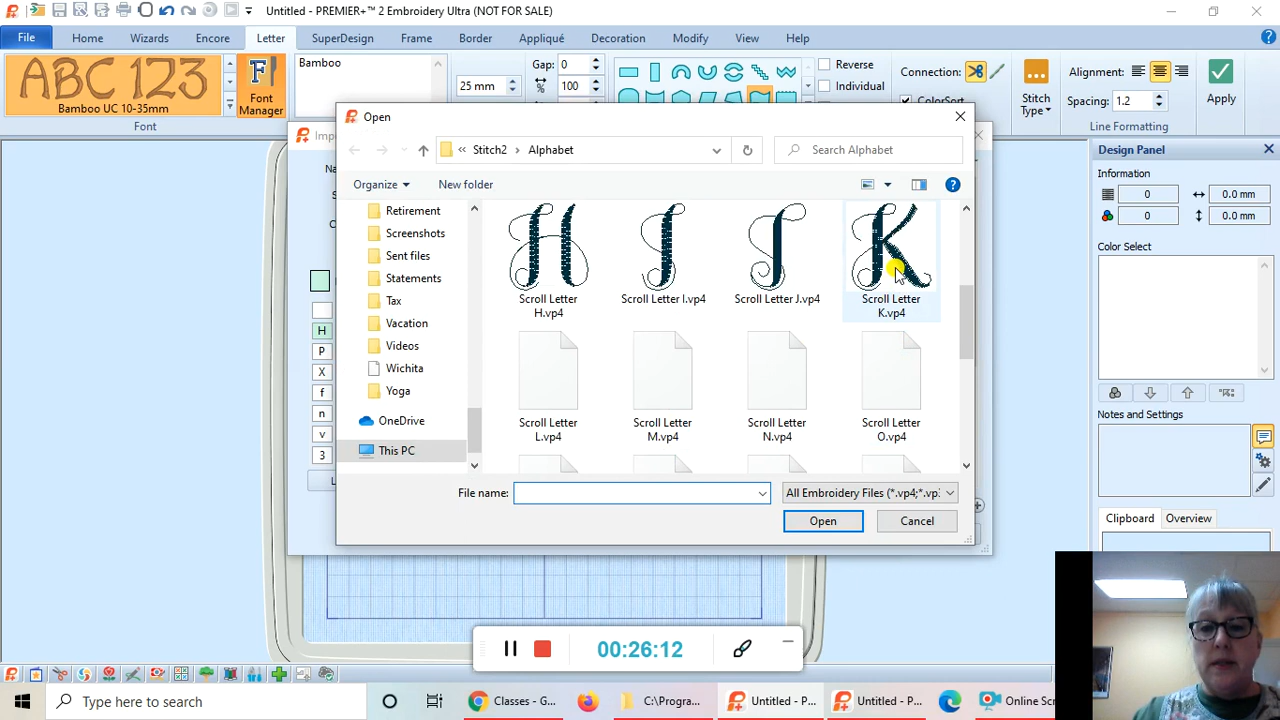 Untitled - PREMIER+™ 2 Embroidery Ultra (NOT FOR SALE)
File Home Wizards Encore Letter SuperDesign Frame Border Appliqué Decoration Modify View Help
ABC 123
Bamboo UC 10-35mm
Font Manager
Bamboo
25 mm
Gap: 0
% 100
Reverse
Individual
Connection:
ColorSort
Stitch Type
Alignment:
Spacing: 1.2
Apply
Font
Line Formatting
Open
Stitch2 > Alphabet
Search Alphabet
Organize New folder
Retirement
Screenshots
Sent files
Statements
Tax
Vacation
Videos
Wichita
Yoga
OneDrive
This PC
H
P
X
f
n
v
3
Scroll Letter H.vp4
Scroll Letter I.vp4
Scroll Letter J.vp4
Scroll Letter K.vp4
Scroll Letter L.vp4
Scroll Letter M.vp4
Scroll Letter N.vp4
Scroll Letter O.vp4
File name:
All Embroidery Files (*.vp4;*.vp
Open Cancel
Design Panel
Information
0 0.0 mm
0 0.0 mm
Color Select
Notes and Settings
Clipboard Overview
00:26:12
Type here to search
Classes - G...
C:\Progra...
Untitled - P...
Untitled - P...
Online Scr